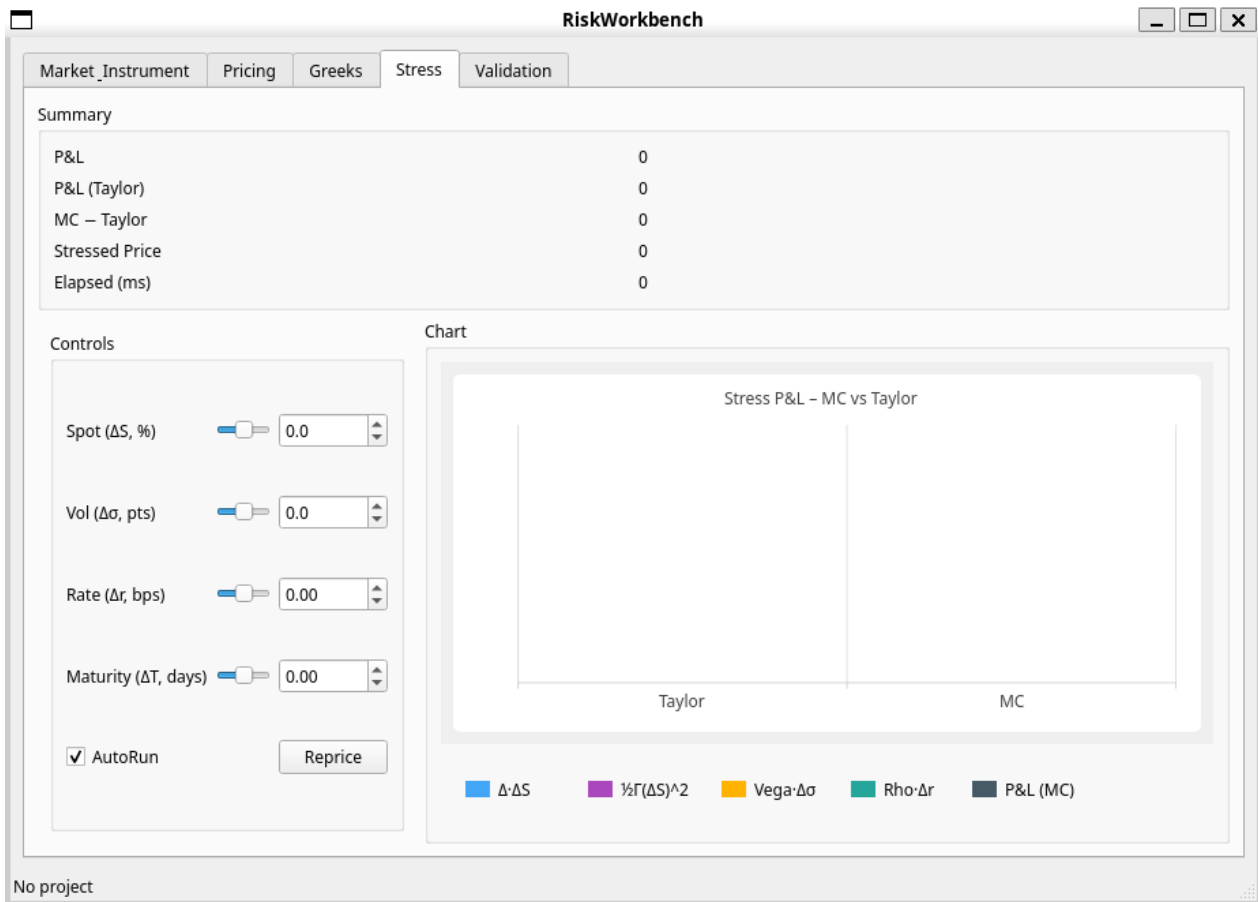 RiskWorkbench
Market_Instrument Pricing Greeks Stress Validation
Summary
P&L 0
P&L (Taylor) 0
MC − Taylor 0
Stressed Price 0
Elapsed (ms) 0
Controls
Spot (ΔS, %) 0.0
Vol (Δσ, pts) 0.0
Rate (Δr, bps) 0.00
Maturity (ΔT, days) 0.00
AutoRun Reprice
Chart
Stress P&L – MC vs Taylor
Taylor MC
Δ·ΔS ½Γ(ΔS)^2 Vega·Δσ Rho·Δr P&L (MC)
No project